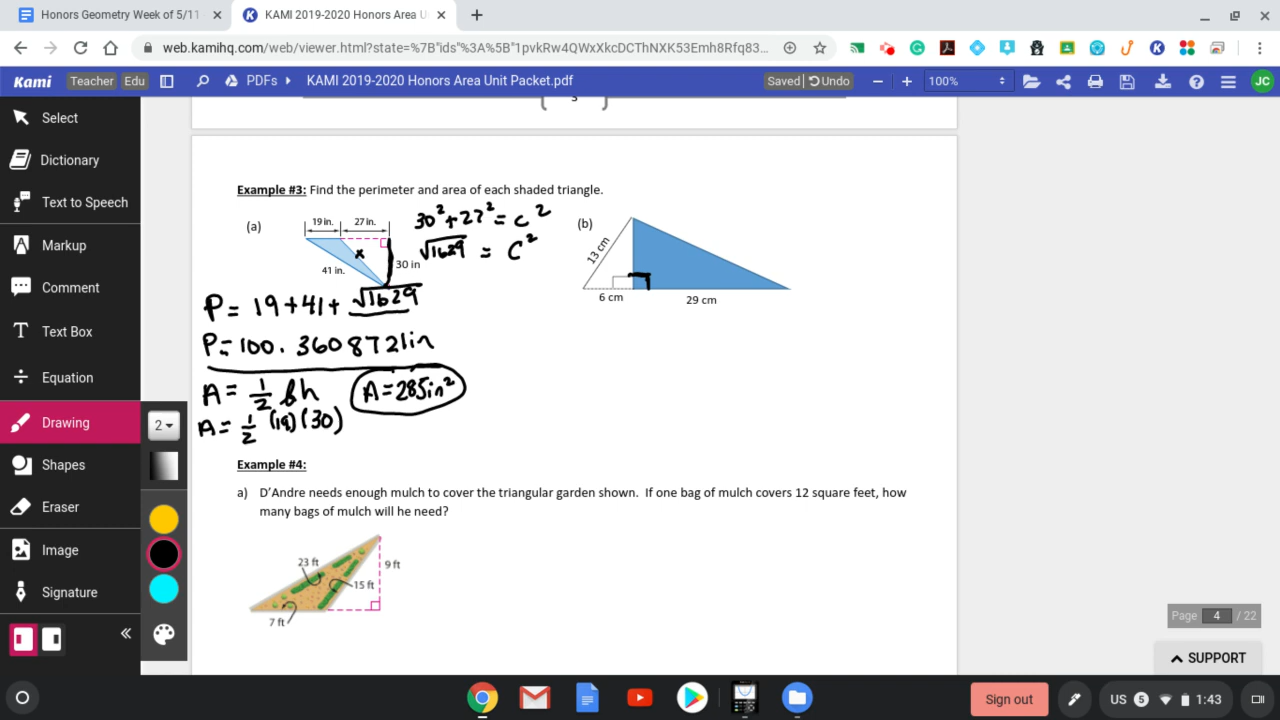 Honors Geometry Week of 5/11
KAMI 2019-2020 Honors Area U
web.kamihq.com/web/viewer.html?state=%7B"ids"%3A%5B"1pvkRw4QWxXkcDCThNXK53Emh8Rfq83...
Kami Teacher Edu PDFs KAMI 2019-2020 Honors Area Unit Packet.pdf Saved Undo 100% JC
Select
Dictionary
Text to Speech
Markup
Comment
Text Box
Equation
Drawing
Shapes
Eraser
Image
Signature
2
3
Example #3: Find the perimeter and area of each shaded triangle.
(a)
19 in. 27 in.
41 in.
30 in
x
30² + 27² = c²
√1629 = c²
P = 19 + 41 + √1629
P = 100.3608721in
A = 1/2 bh A = 285in²
A = 1/2 (19)(30)
(b)
13 cm
6 cm
29 cm
Example #4:
a) D'Andre needs enough mulch to cover the triangular garden shown. If one bag of mulch covers 12 square feet, how
many bags of mulch will he need?
23 ft
9 ft
15 ft
7 ft
Page 4 / 22
SUPPORT
Sign out
US 5 1:43